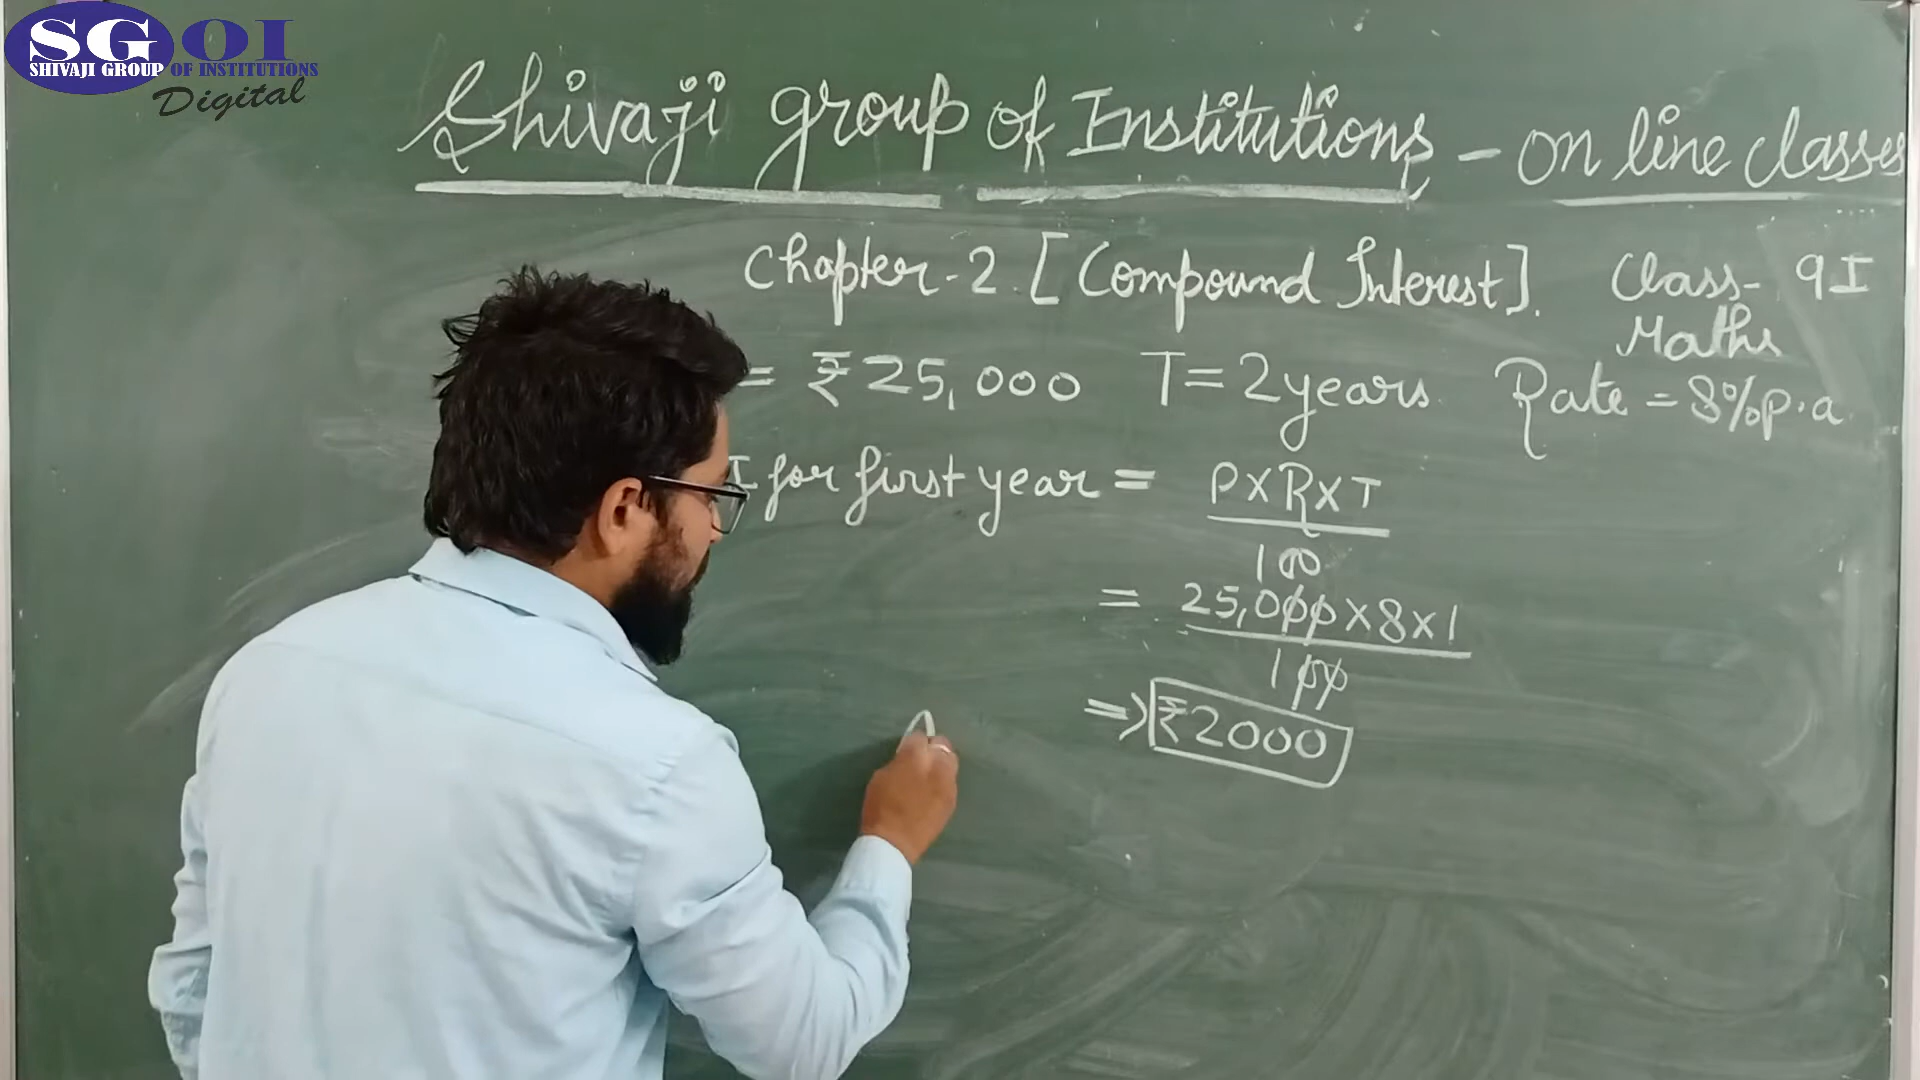 SGOI
SHIVAJI GROUP OF INSTITUTIONS
Digital
Shivaji group of Institutions - on line classes
Chapter-2. [Compound Interest]. Class- 9 I
Maths
= ₹ 25,000 T= 2 years Rate = 8% p.a.
I for first year = P X R X T
100
= 25,000 x 8 x 1
100
=> ₹2000